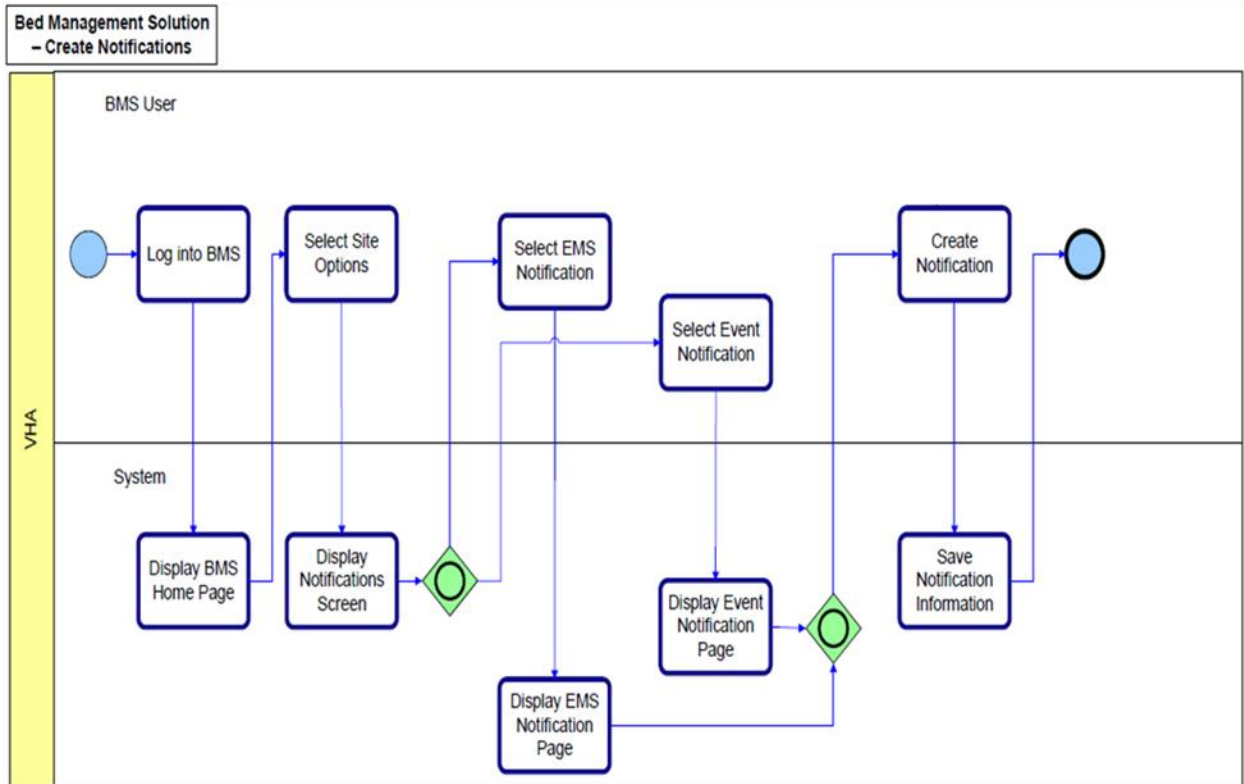 Bed Management Solution
– Create Notifications
VHA
BMS User
Log into BMS
Select Site
Options
Select EMS
Notification
Select Event
Notification
Create
Notification
System
Display BMS
Home Page
Display
Notifications
Screen
Display EMS
Notification
Page
Display Event
Notification
Page
Save
Notification
Information